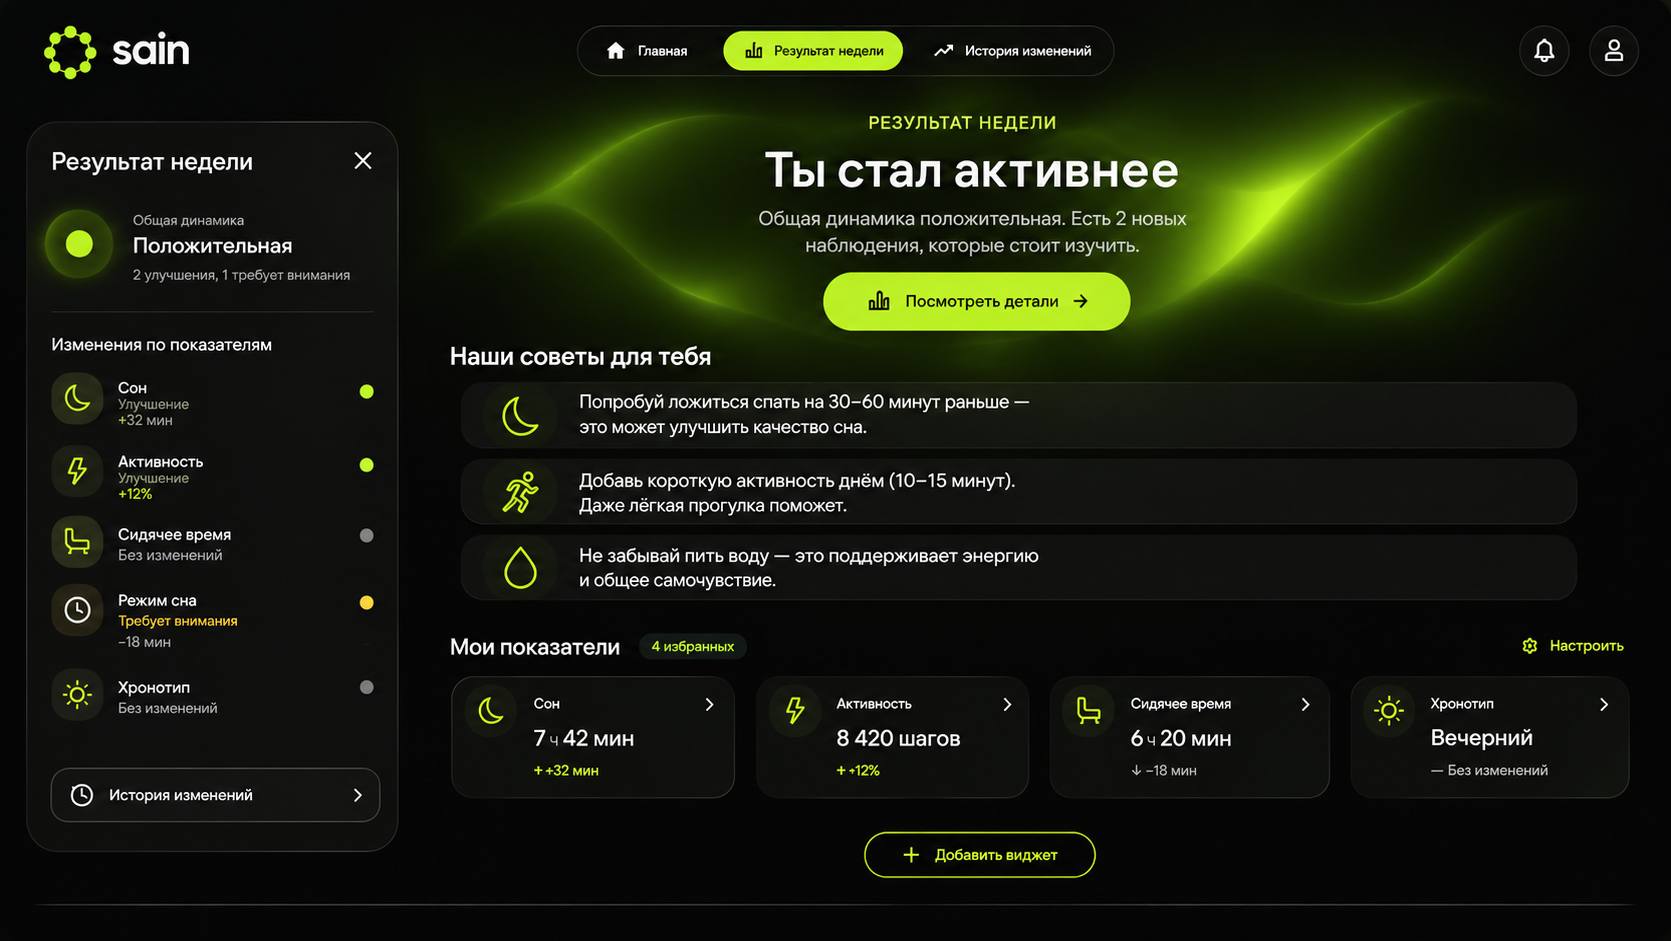 sain
Главная
Результат недели
История изменений
Результат недели
Общая динамика
Положительная
2 улучшения, 1 требует внимания
Изменения по показателям
Сон
Улучшение
+32 мин
Активность
Улучшение
+12%
Сидячее время
Без изменений
Режим сна
Требует внимания
−18 мин
Хронотип
Без изменений
История изменений
РЕЗУЛЬТАТ НЕДЕЛИ
Ты стал активнее
Общая динамика положительная. Есть 2 новых
наблюдения, которые стоит изучить.
Посмотреть детали →
Наши советы для тебя
Попробуй ложиться спать на 30–60 минут раньше —
это может улучшить качество сна.
Добавь короткую активность днём (10–15 минут).
Даже лёгкая прогулка поможет.
Не забывай пить воду — это поддерживает энергию
и общее самочувствие.
Мои показатели
4 избранных
Настроить
Сон
7 ч 42 мин
+ +32 мин
Активность
8 420 шагов
+ +12%
Сидячее время
6 ч 20 мин
↓ −18 мин
Хронотип
Вечерний
— Без изменений
+ Добавить виджет